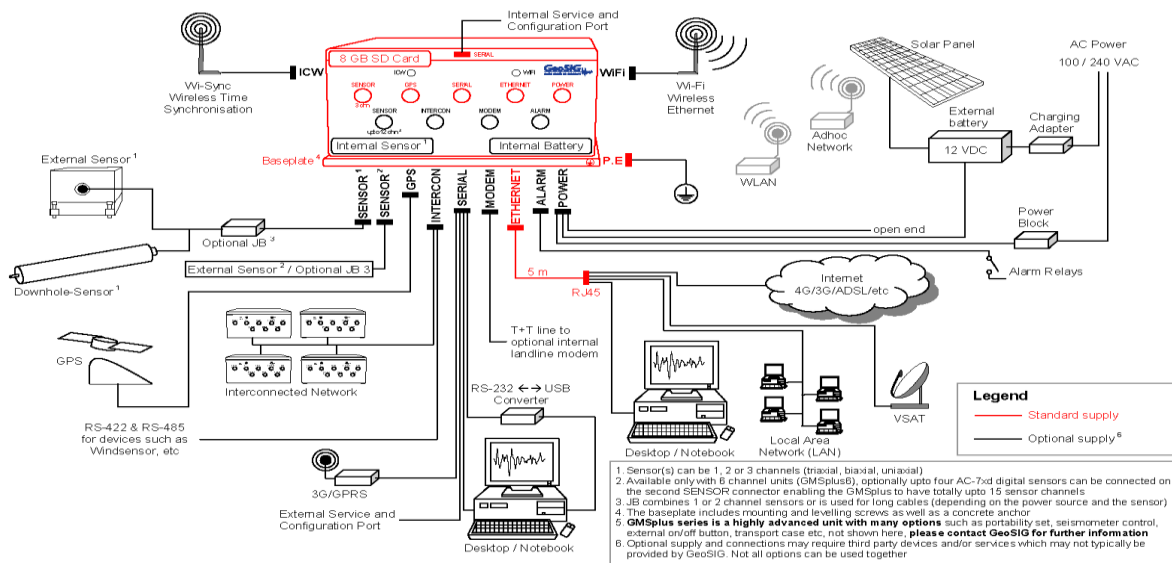 Internal Service and
Configuration Port
SERIAL
8 GB SD Card
ICW
WIFI
GeoSIG
SENSOR
GPS
SERIAL
ETHERNET
POWER
3 chn
SENSOR
INTERCON
MODEM
ALARM
upto12 chn²
Internal Sensor ¹
Internal Battery
Baseplate ⁴
P.E
ICW
WiFi
Wi-Sync
Wireless Time
Synchronisation
Wi-Fi
Wireless
Ethernet
Solar Panel
AC Power
100 / 240 VAC
External
battery
12 VDC
Charging
Adapter
Adhoc
Network
WLAN
Power
Block
open end
Alarm Relays
External Sensor ¹
Optional JB ³
Downhole-Sensor ¹
External Sensor ² / Optional JB 3
SENSOR¹
SENSOR²
GPS
INTERCON
SERIAL
MODEM
ETHERNET
ALARM
POWER
5 m
RJ45
Internet
4G/3G/ADSL/etc
GPS
Interconnected Network
T+T line to
optional internal
landline modem
RS-232 ←→ USB
Converter
RS-422 & RS-485
for devices such as
Windsensor, etc
3G/GPRS
External Service and
Configuration Port
Desktop / Notebook
Desktop / Notebook
Local Area
Network (LAN)
VSAT
Legend
Standard supply
Optional supply ⁶
1. Sensor(s) can be 1, 2 or 3 channels (triaxial, biaxial, uniaxial)
2. Available only with 6 channel units (GMSplus6), optionally upto four AC-7xd digital sensors can be connected on
the second SENSOR connector enabling the GMSplus to have totally upto 15 sensor channels
3. JB combines 1 or 2 channel sensors or is used for long cables (depending on the power source and the sensor)
4. The baseplate includes mounting and levelling screws as well as a concrete anchor
5. GMSplus series is a highly advanced unit with many options such as portability set, seismometer control,
external on/off button, transport case etc, not shown here, please contact GeoSIG for further information
6. Optional supply and connections may require third party devices and/or services which may not typically be
provided by GeoSIG. Not all options can be used together